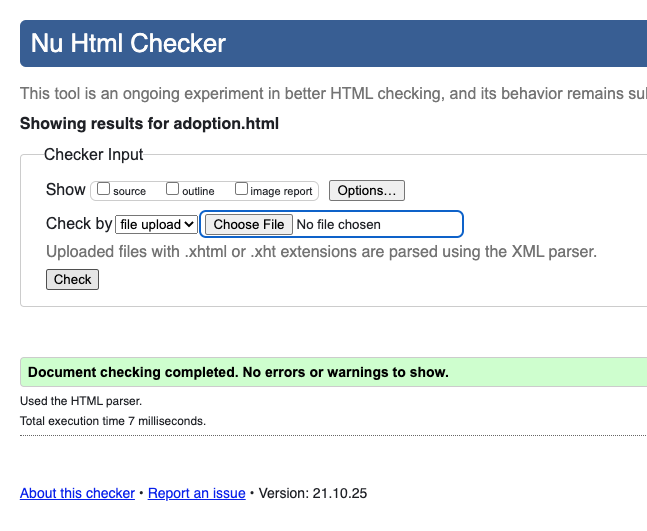 Nu Html Checker
This tool is an ongoing experiment in better HTML checking, and its behavior remains
Showing results for adoption.html
Checker Input
Show source outline image report Options...
Check by file upload Choose File No file chosen
Uploaded files with .xhtml or .xht extensions are parsed using the XML parser.
Check
Document checking completed. No errors or warnings to show.
Used the HTML parser.
Total execution time 7 milliseconds.
About this checker • Report an issue • Version: 21.10.25